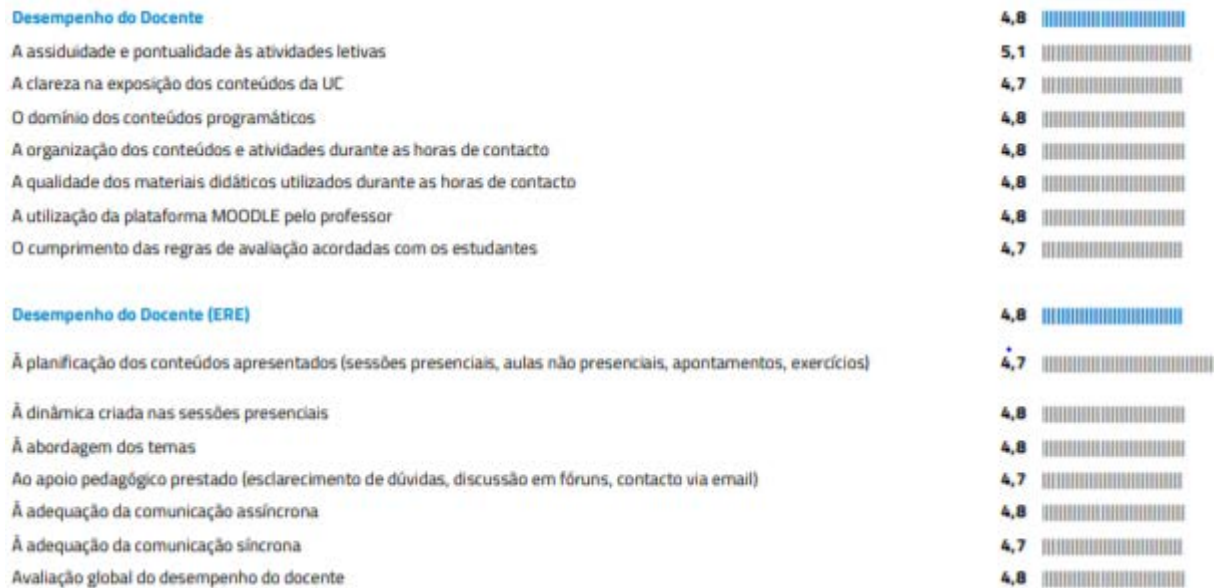 Desempenho do Docente 4,8
A assiduidade e pontualidade às atividades letivas 5,1
A clareza na exposição dos conteúdos da UC 4,7
O domínio dos conteúdos programáticos 4,8
A organização dos conteúdos e atividades durante as horas de contacto 4,8
A qualidade dos materiais didáticos utilizados durante as horas de contacto 4,8
A utilização da plataforma MOODLE pelo professor 4,8
O cumprimento das regras de avaliação acordadas com os estudantes 4,7
Desempenho do Docente (ERE) 4,8
À planificação dos conteúdos apresentados (sessões presenciais, aulas não presenciais, apontamentos, exercícios) 4,7
À dinâmica criada nas sessões presenciais 4,8
À abordagem dos temas 4,8
Ao apoio pedagógico prestado (esclarecimento de dúvidas, discussão em fóruns, contacto via email) 4,7
À adequação da comunicação assíncrona 4,8
À adequação da comunicação síncrona 4,7
Avaliação global do desempenho do docente 4,8